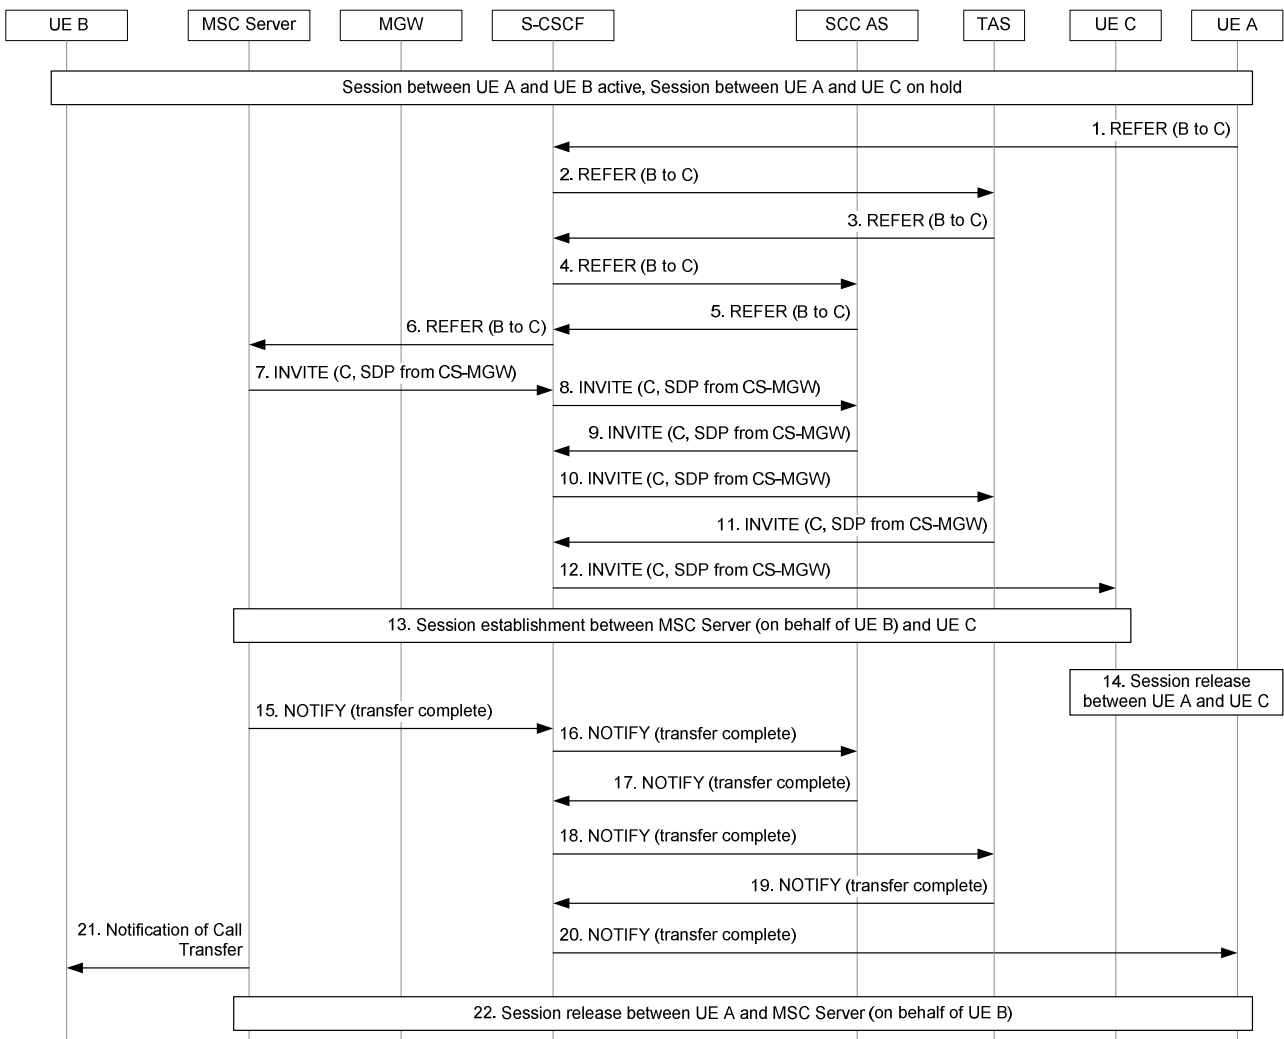 UE B
MSC Server
MGW
S-CSCF
SCC AS
TAS
UE C
UE A
Session between UE A and UE B active, Session between UE A and UE C on hold
1. REFER (B to C)
2. REFER (B to C)
3. REFER (B to C)
4. REFER (B to C)
5. REFER (B to C)
6. REFER (B to C)
7. INVITE (C, SDP from CS-MGW)
8. INVITE (C, SDP from CS-MGW)
9. INVITE (C, SDP from CS-MGW)
10. INVITE (C, SDP from CS-MGW)
11. INVITE (C, SDP from CS-MGW)
12. INVITE (C, SDP from CS-MGW)
13. Session establishment between MSC Server (on behalf of UE B) and UE C
14. Session release
between UE A and UE C
15. NOTIFY (transfer complete)
16. NOTIFY (transfer complete)
17. NOTIFY (transfer complete)
18. NOTIFY (transfer complete)
19. NOTIFY (transfer complete)
20. NOTIFY (transfer complete)
21. Notification of Call
Transfer
22. Session release between UE A and MSC Server (on behalf of UE B)